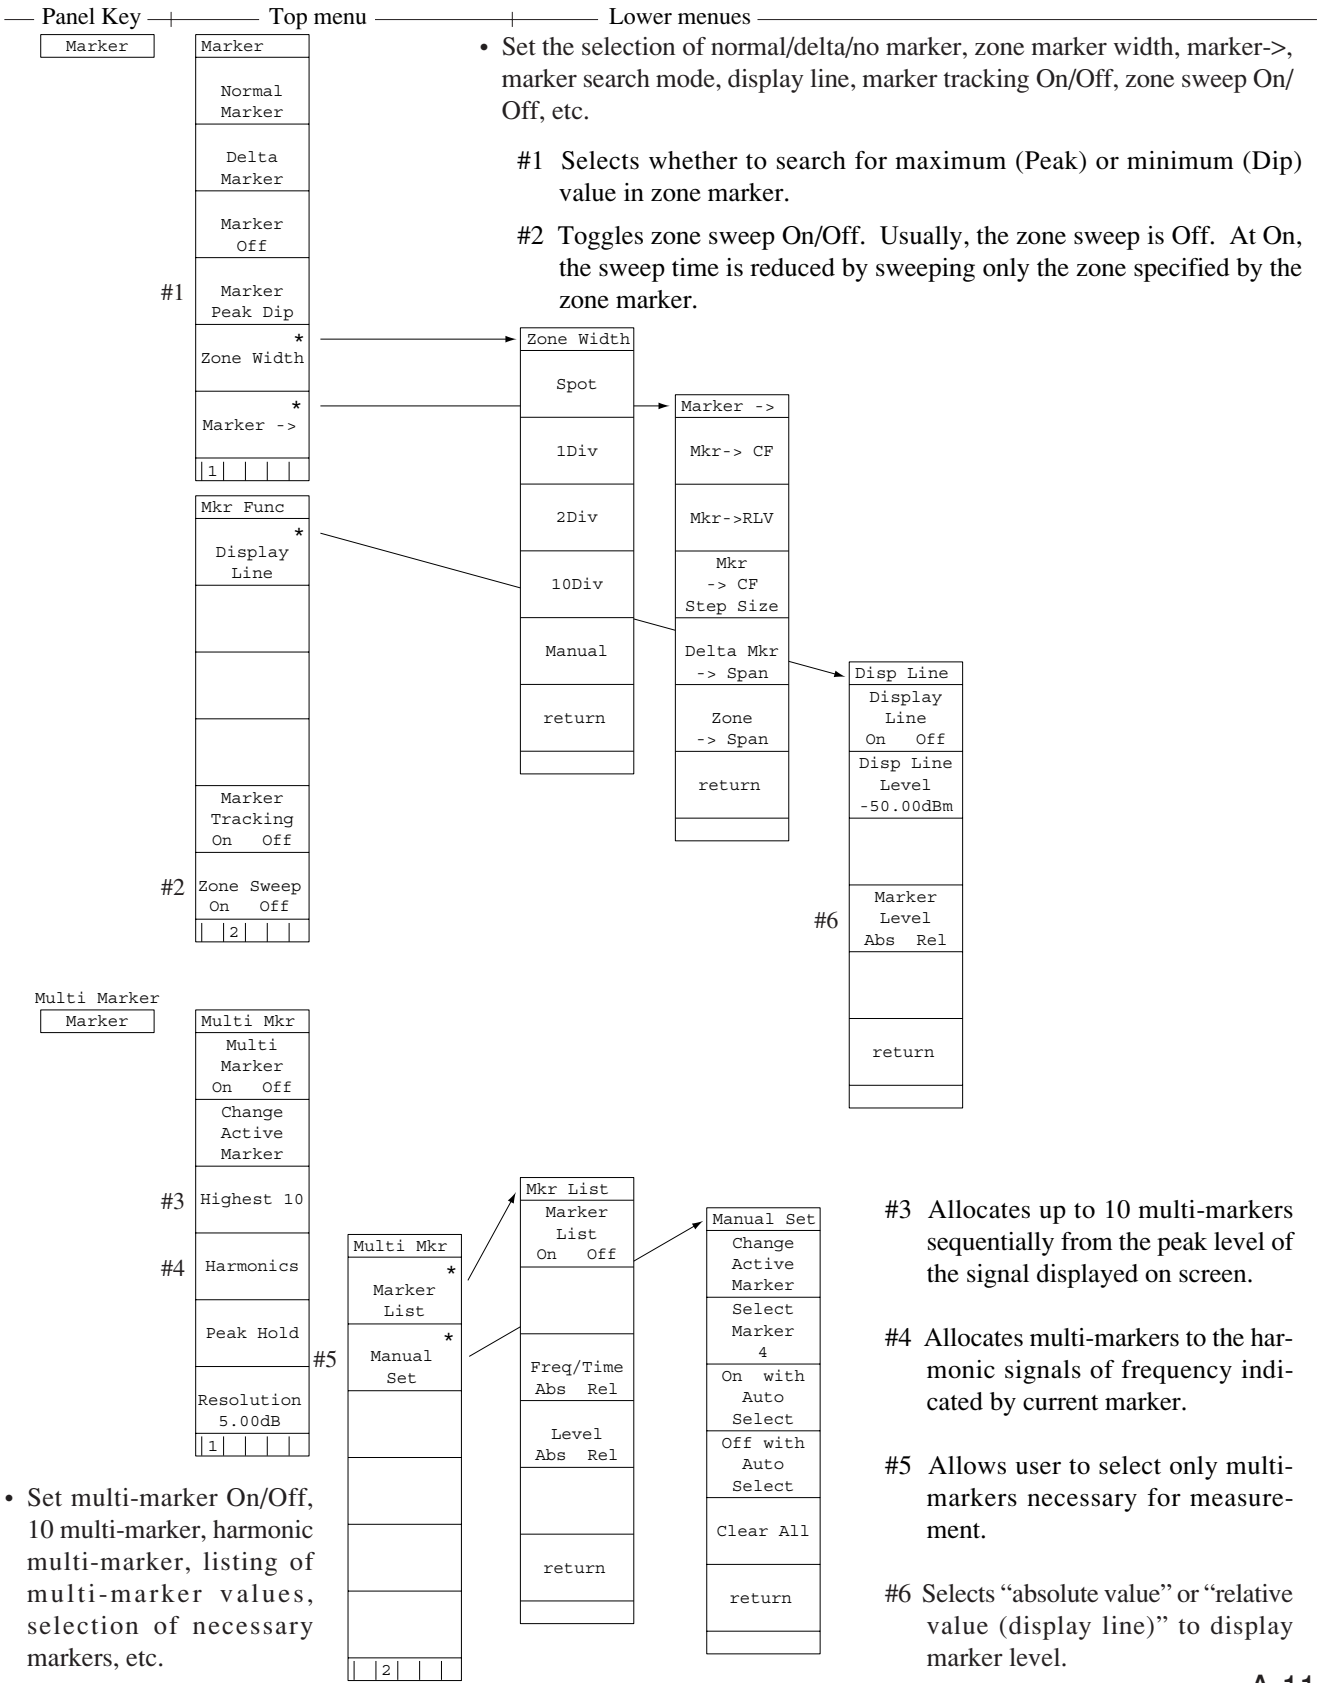 Panel Key
Top menu
Lower menues
Marker
Marker
Normal
Marker
Delta
Marker
Marker
Off
#1
Marker
Peak Dip
*
Zone Width
*
Marker ->
1
• Set the selection of normal/delta/no marker, zone marker width, marker->,
marker search mode, display line, marker tracking On/Off, zone sweep On/
Off, etc.
#1 Selects whether to search for maximum (Peak) or minimum (Dip)
value in zone marker.
#2 Toggles zone sweep On/Off. Usually, the zone sweep is Off. At On,
the sweep time is reduced by sweeping only the zone specified by the
zone marker.
Mkr Func
*
Display
Line
Marker
Tracking
On Off
#2
Zone Sweep
On Off
2
Zone Width
Spot
1Div
2Div
10Div
Manual
return
Marker ->
Mkr-> CF
Mkr->RLV
Mkr
-> CF
Step Size
Delta Mkr
-> Span
Zone
-> Span
return
Disp Line
Display
Line
On Off
Disp Line
Level
-50.00dBm
#6
Marker
Level
Abs Rel
return
Multi Marker
Marker
Multi Mkr
Multi
Marker
On Off
Change
Active
Marker
#3
Highest 10
#4
Harmonics
Peak Hold
Resolution
5.00dB
1
• Set multi-marker On/Off,
10 multi-marker, harmonic
multi-marker, listing of
multi-marker values,
selection of necessary
markers, etc.
Multi Mkr
*
Marker
List
#5
*
Manual
Set
2
Mkr List
Marker
List
On Off
Freq/Time
Abs Rel
Level
Abs Rel
return
Manual Set
Change
Active
Marker
Select
Marker
4
On with
Auto
Select
Off with
Auto
Select
Clear All
return
#3 Allocates up to 10 multi-markers
sequentially from the peak level of
the signal displayed on screen.
#4 Allocates multi-markers to the har-
monic signals of frequency indi-
cated by current marker.
#5 Allows user to select only multi-
markers necessary for measure-
ment.
#6 Selects “absolute value” or “relative
value (display line)” to display
marker level.